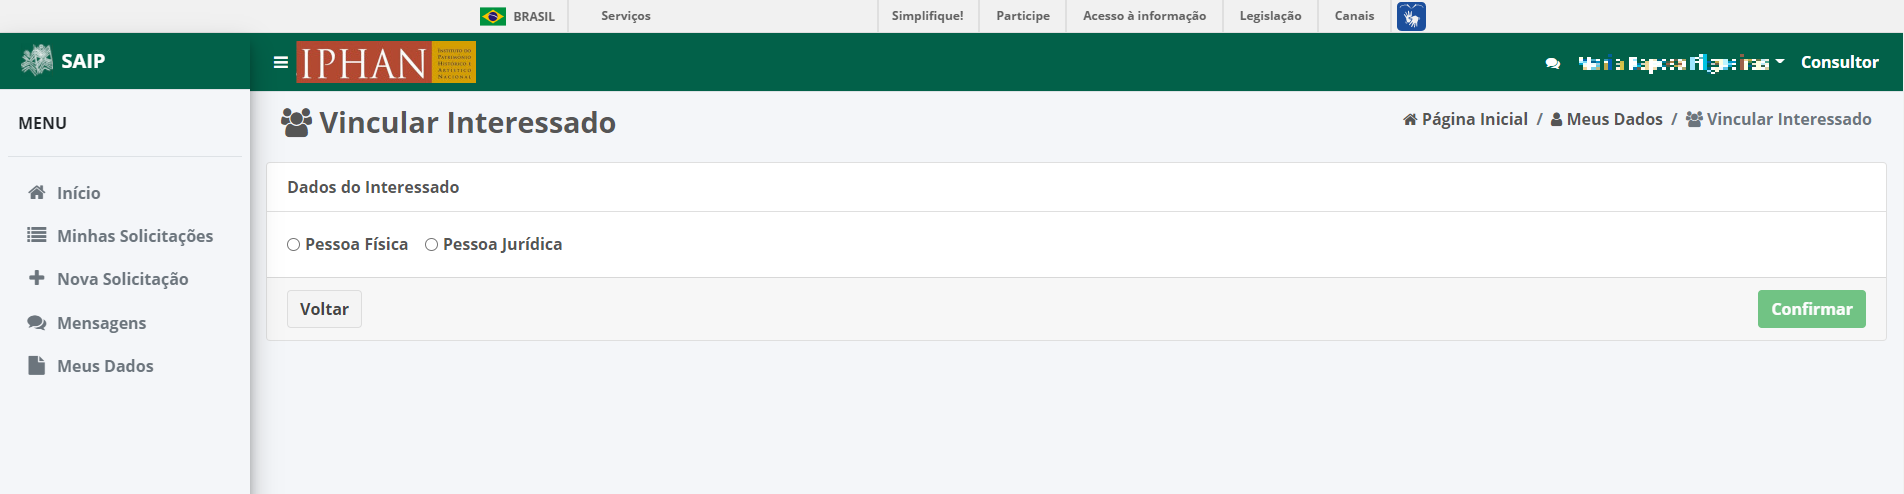 BRASIL Serviços Simplifique! Participe Acesso à informação Legislação Canais
SAIP
IPHAN
INSTITUTO DO
PATRIMÔNIO
HISTÓRICO E
ARTÍSTICO
NACIONAL
Consultor
MENU
Início
Minhas Solicitações
Nova Solicitação
Mensagens
Meus Dados
Vincular Interessado
Página Inicial / Meus Dados / Vincular Interessado
Dados do Interessado
Pessoa Física Pessoa Jurídica
Voltar Confirmar